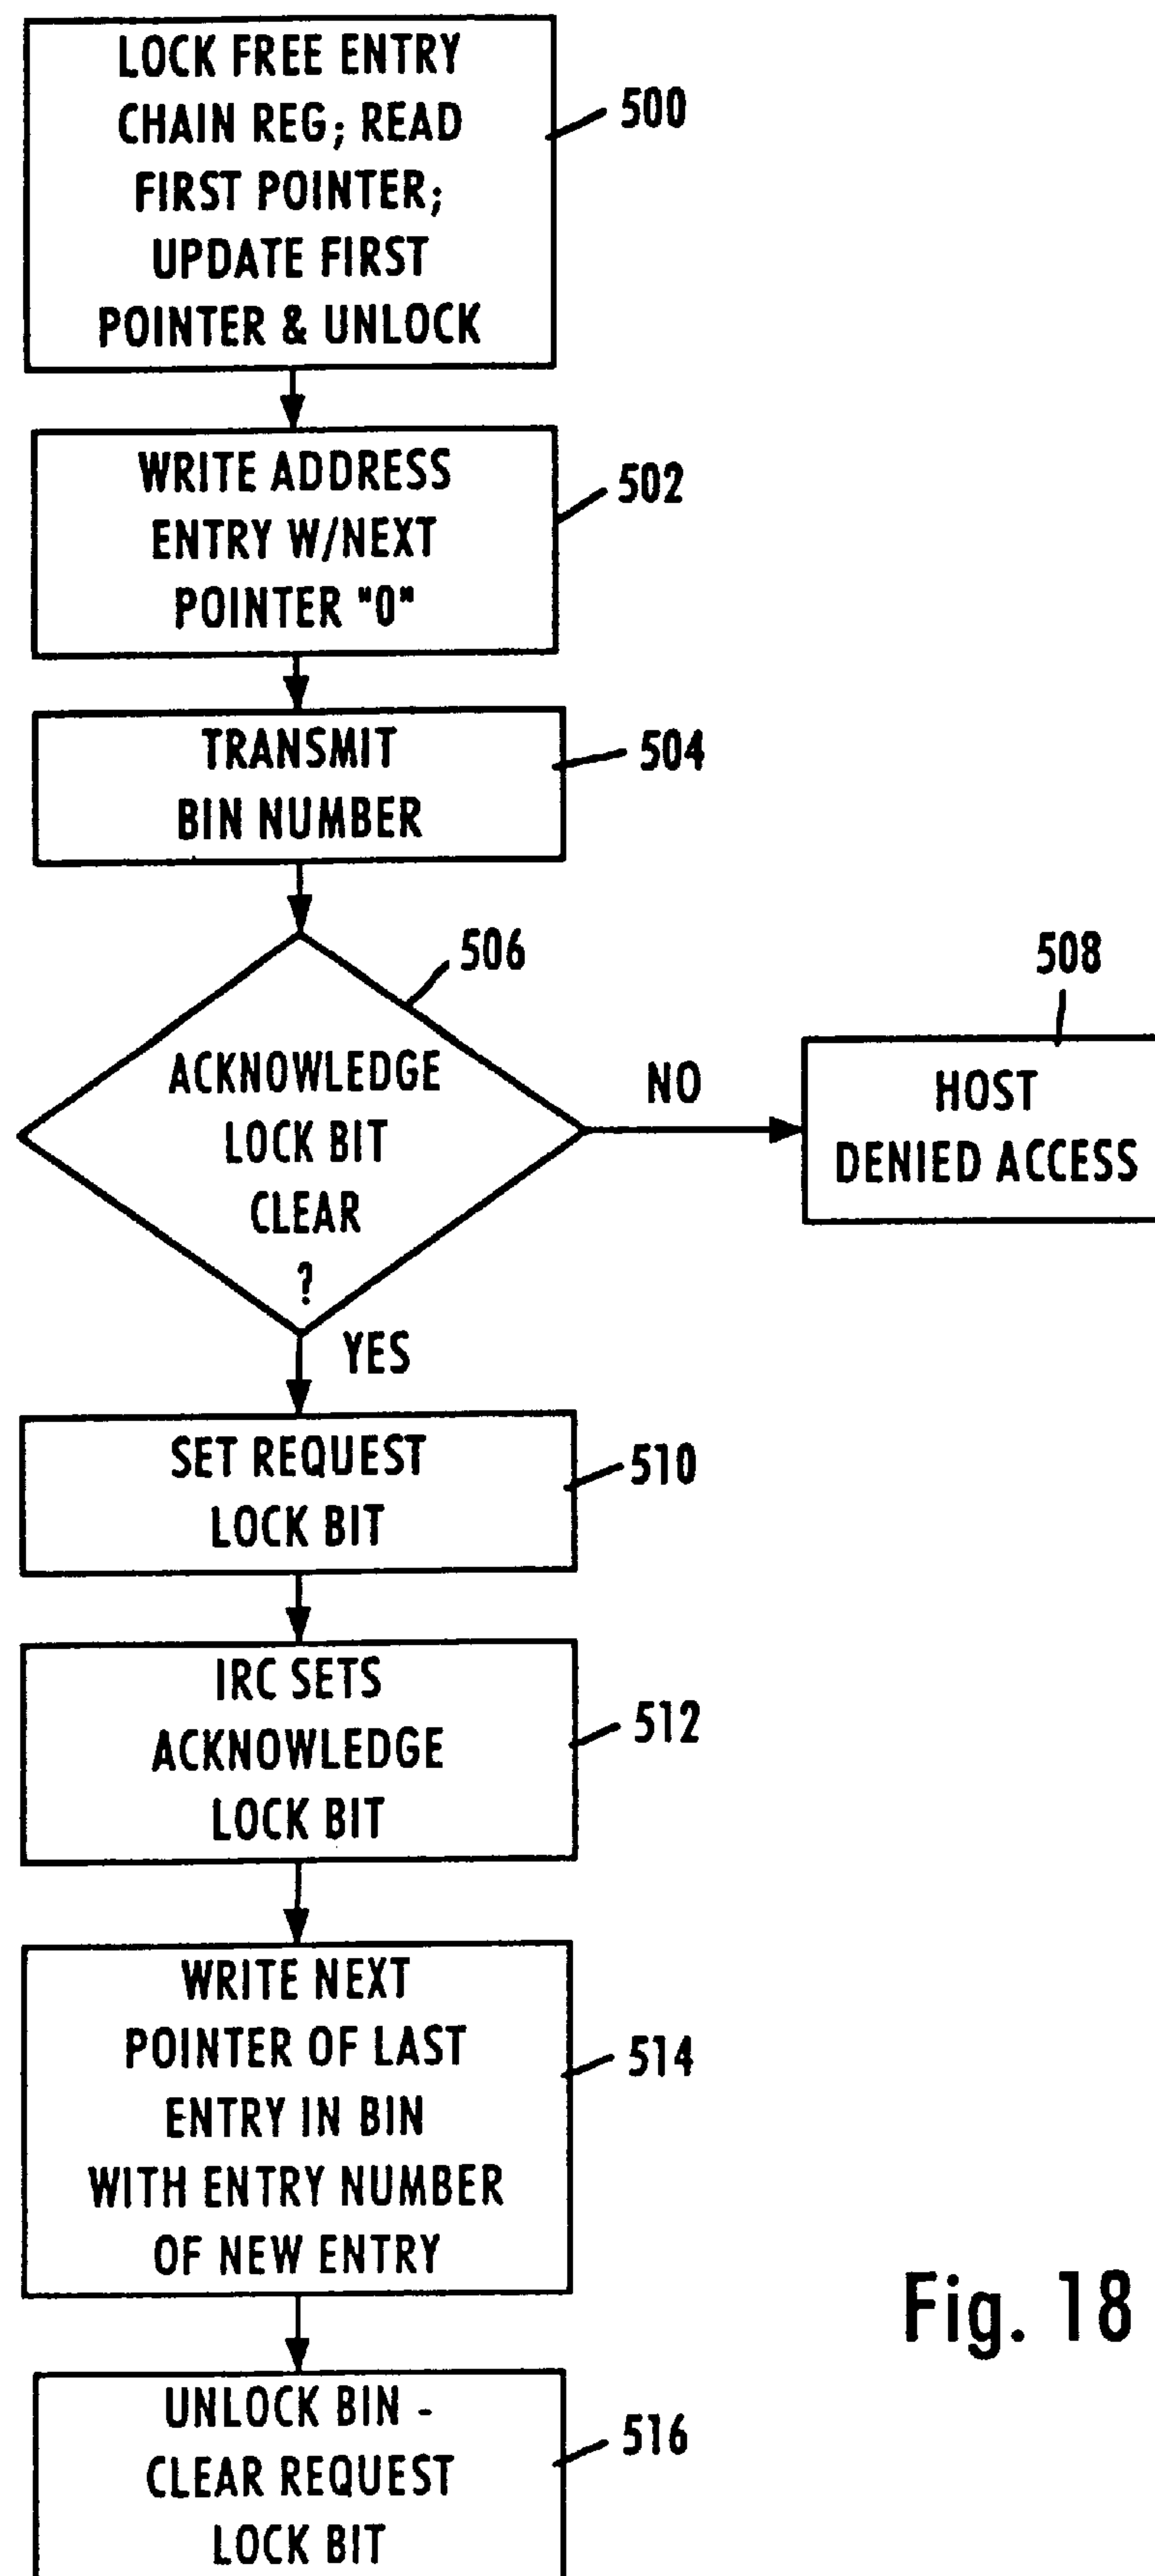 LOCK FREE ENTRY
CHAIN REG; READ
FIRST POINTER;
UPDATE FIRST
POINTER & UNLOCK
500
WRITE ADDRESS
ENTRY W/NEXT
POINTER "0"
502
TRANSMIT
BIN NUMBER
504
506
ACKNOWLEDGE
LOCK BIT
CLEAR
?
NO
508
HOST
DENIED ACCESS
YES
SET REQUEST
LOCK BIT
510
IRC SETS
ACKNOWLEDGE
LOCK BIT
512
WRITE NEXT
POINTER OF LAST
ENTRY IN BIN
WITH ENTRY NUMBER
OF NEW ENTRY
514
UNLOCK BIN -
CLEAR REQUEST
LOCK BIT
516
Fig. 18